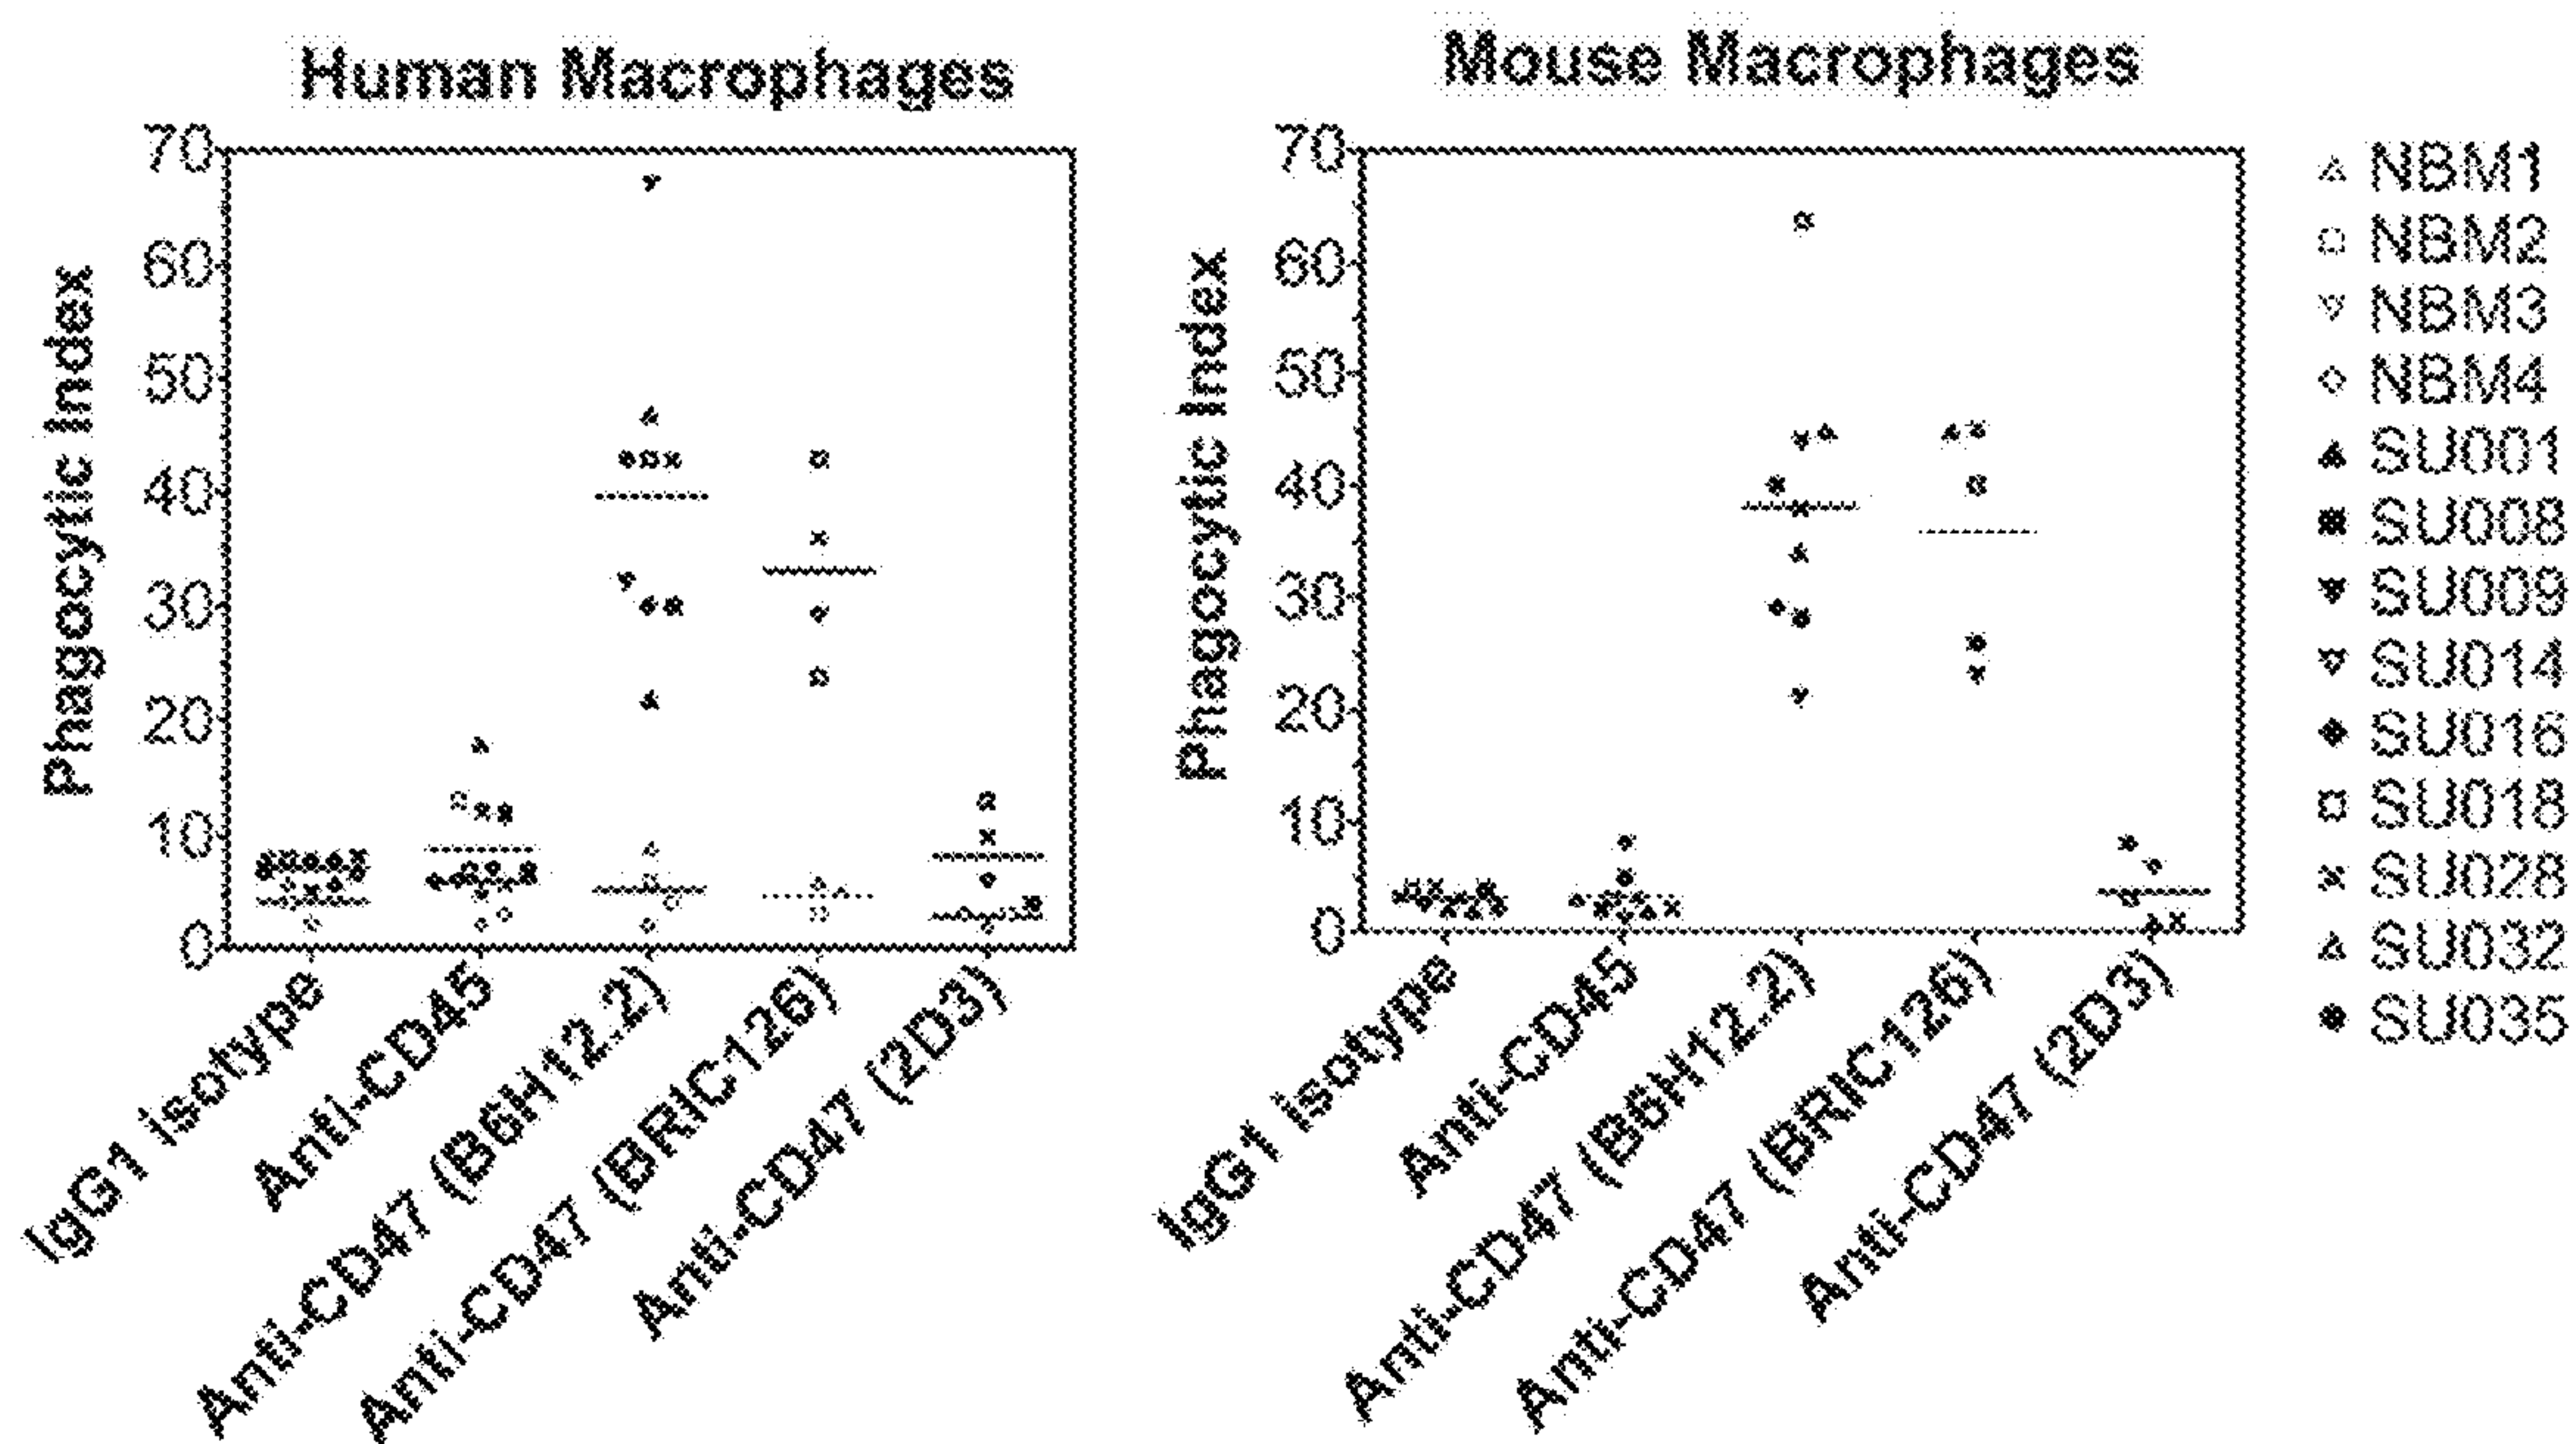 Human Macrophages
Phagocytic Index
70
60
50
40
30
20
10
0
IgG1 isotype
Anti-CD45
Anti-CD47 (B6H12.2)
Anti-CD47 (BRIC126)
Anti-CD47 (2D3)
Mouse Macrophages
Phagocytic Index
70
60
50
40
30
20
10
0
IgG1 isotype
Anti-CD45
Anti-CD47 (B6H12.2)
Anti-CD47 (BRIC126)
Anti-CD47 (2D3)
NBM1
NBM2
NBM3
NBM4
SU001
SU008
SU009
SU014
SU016
SU018
SU028
SU032
SU035